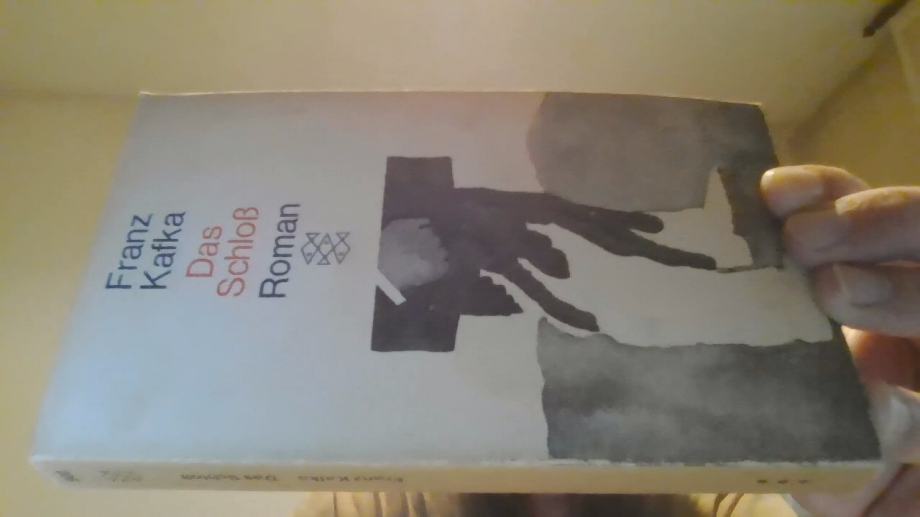 Franz
Kafka
Das
Schloß
Roman
Franz Kafka Das Schloß